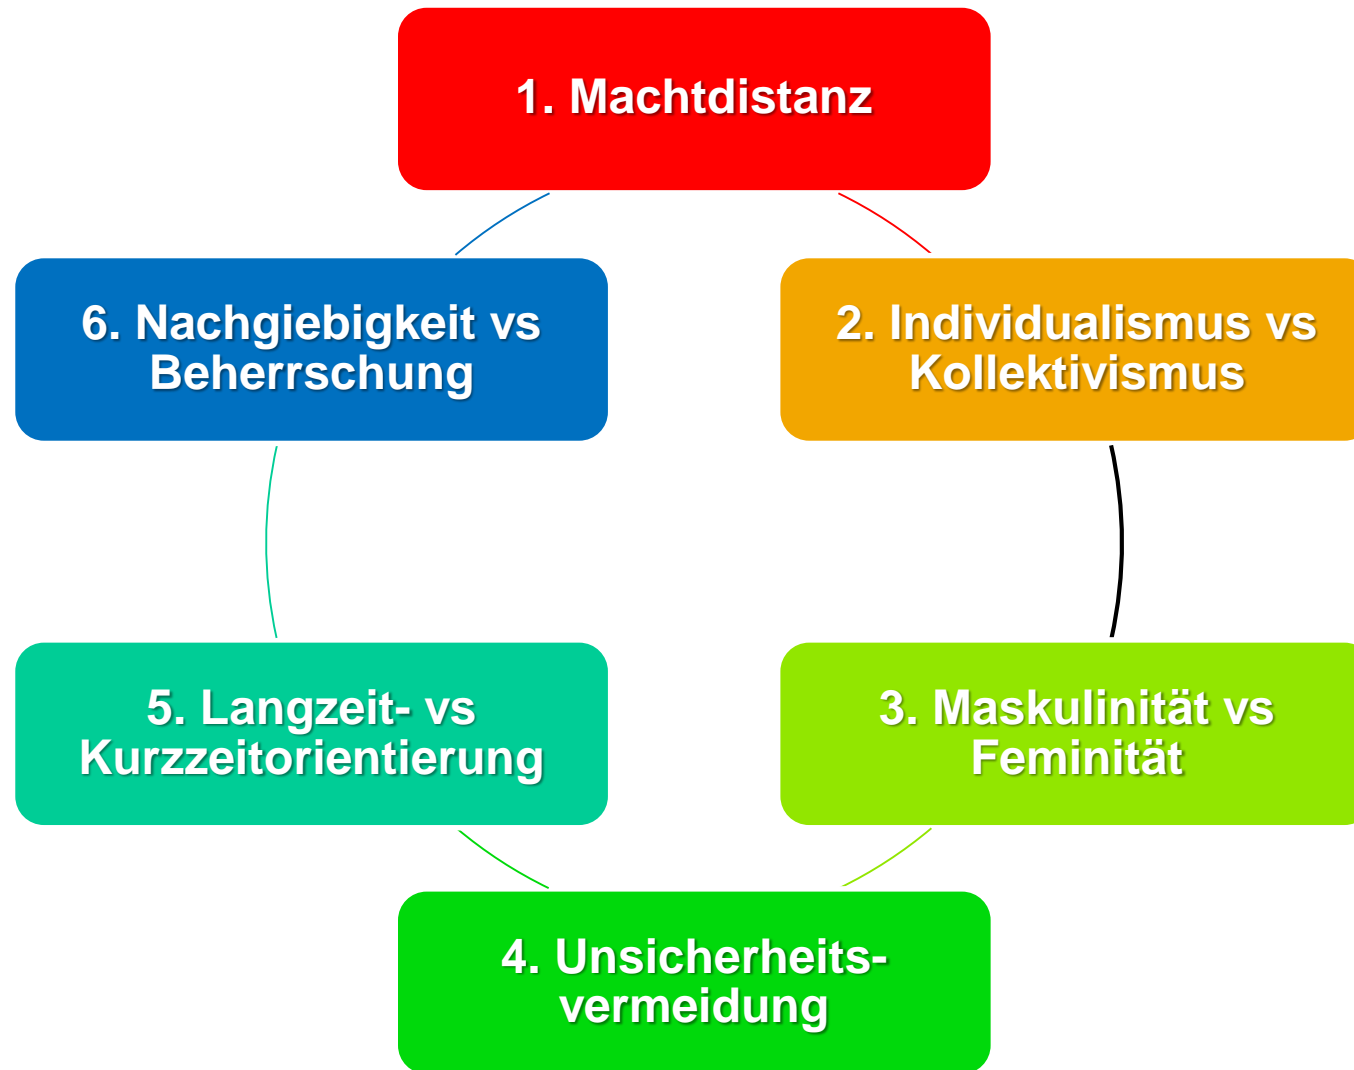 1. Machtdistanz
2. Individualismus vs
Kollektivismus
3. Maskulinität vs
Feminität
4. Unsicherheits-
vermeidung
5. Langzeit- vs
Kurzzeitorientierung
6. Nachgiebigkeit vs
Beherrschung